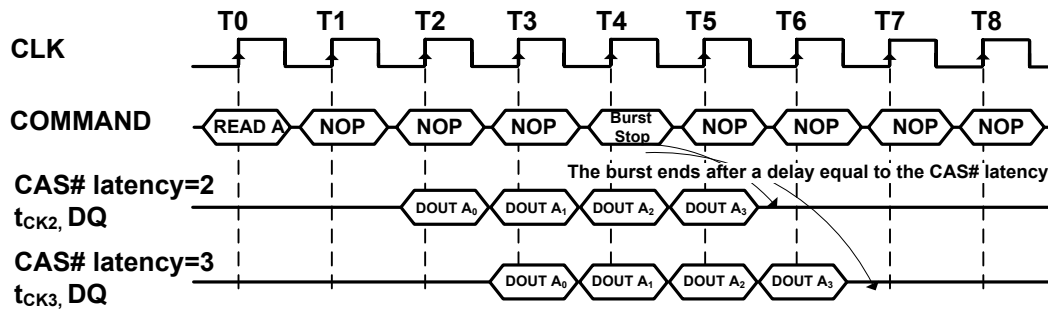 T0 T1 T2 T3 T4 T5 T6 T7 T8
CLK
COMMAND READ A NOP NOP NOP Burst Stop NOP NOP NOP NOP
The burst ends after a delay equal to the CAS# latency
CAS# latency=2
tCK2, DQ DOUT A0 DOUT A1 DOUT A2 DOUT A3
CAS# latency=3
tCK3, DQ DOUT A0 DOUT A1 DOUT A2 DOUT A3